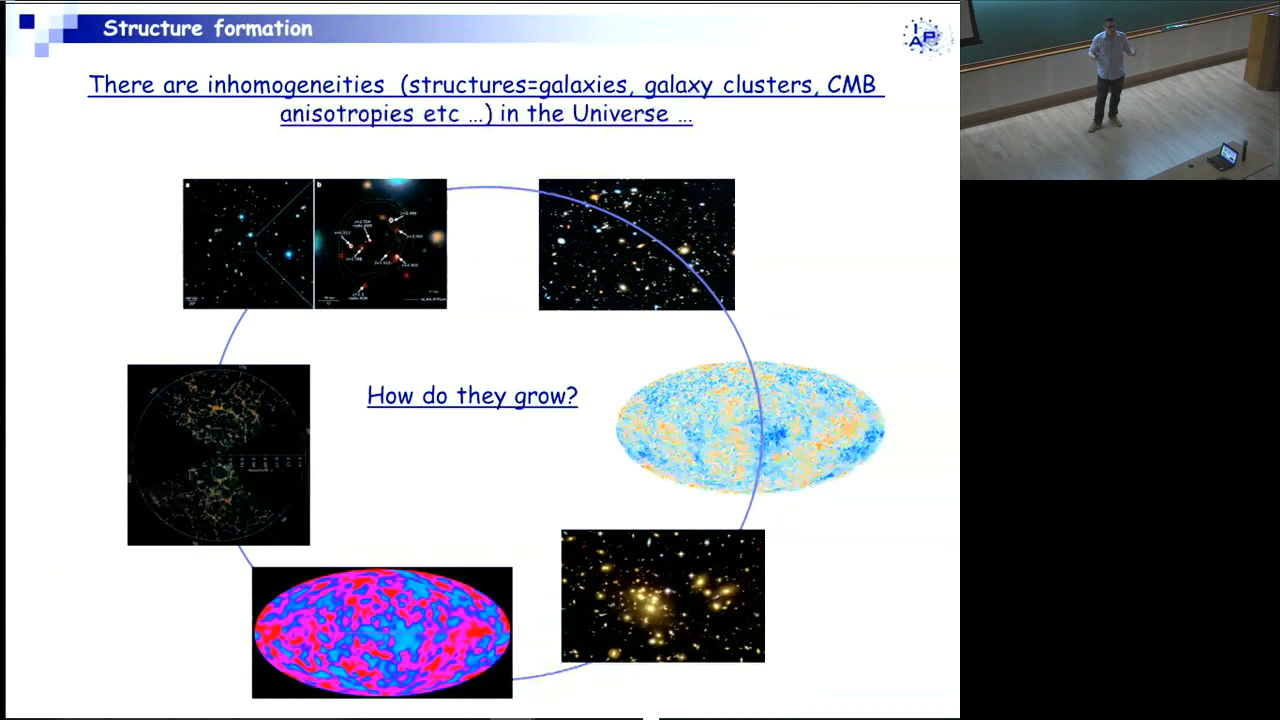 Structure formation
IAP
There are inhomogeneities (structures=galaxies, galaxy clusters, CMB
anisotropies etc ...) in the Universe ...
a
b
How do they grow?